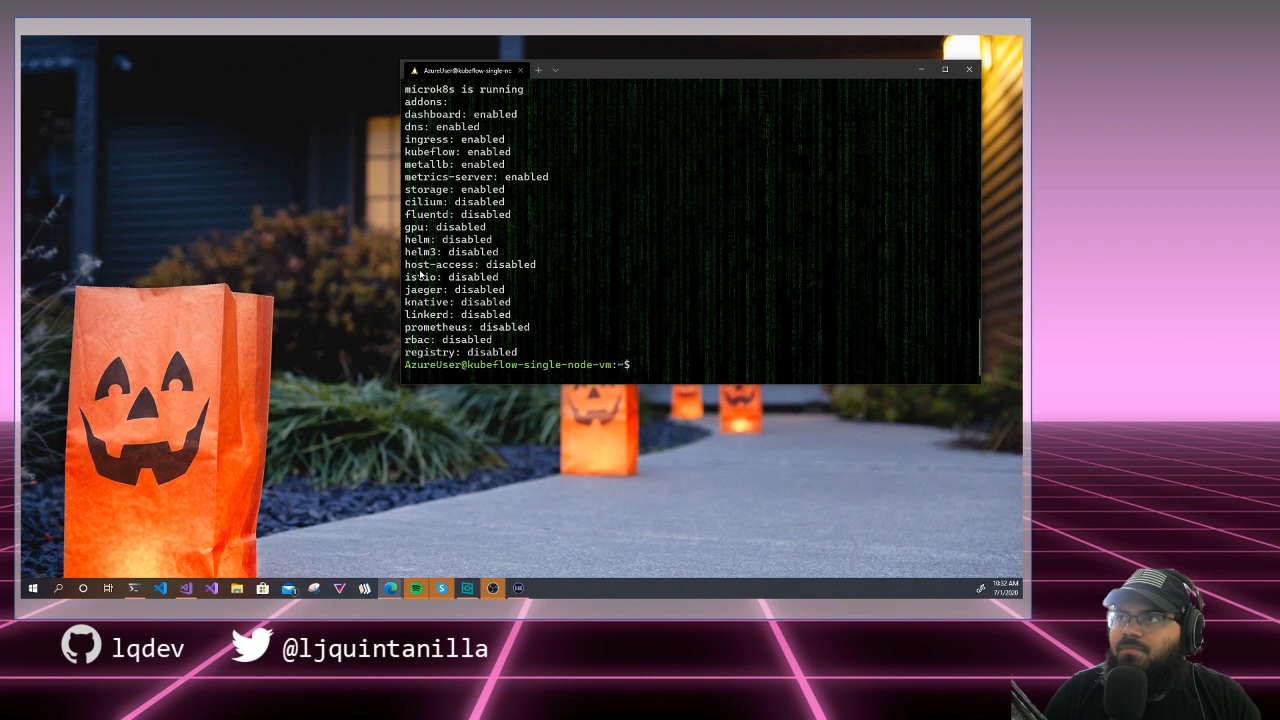 AzureUser@kubeflow-single-nc
microk8s is running
addons:
dashboard: enabled
dns: enabled
ingress: enabled
kubeflow: enabled
metallb: enabled
metrics-server: enabled
storage: enabled
cilium: disabled
fluentd: disabled
gpu: disabled
helm: disabled
helm3: disabled
host-access: disabled
istio: disabled
jaeger: disabled
knative: disabled
linkerd: disabled
prometheus: disabled
rbac: disabled
registry: disabled
AzureUser@kubeflow-single-node-vm:~$
10:32 AM
7/1/2020
lqdev
@ljquintanilla